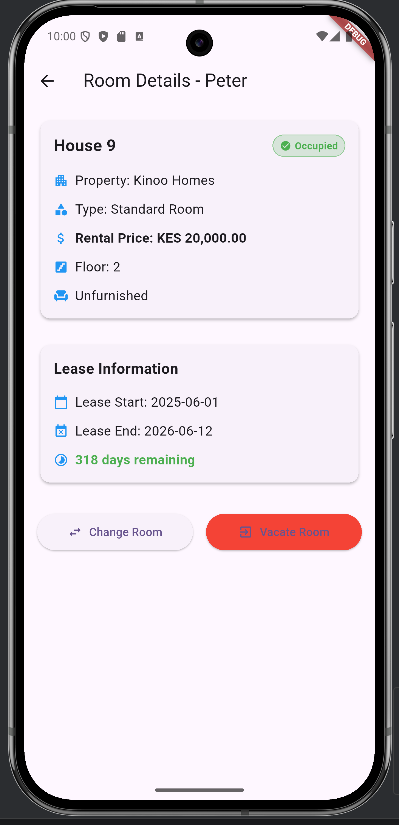 10:00
DEBUG
Room Details - Peter
House 9
Occupied
Property: Kinoo Homes
Type: Standard Room
Rental Price: KES 20,000.00
Floor: 2
Unfurnished
Lease Information
Lease Start: 2025-06-01
Lease End: 2026-06-12
318 days remaining
Change Room
Vacate Room